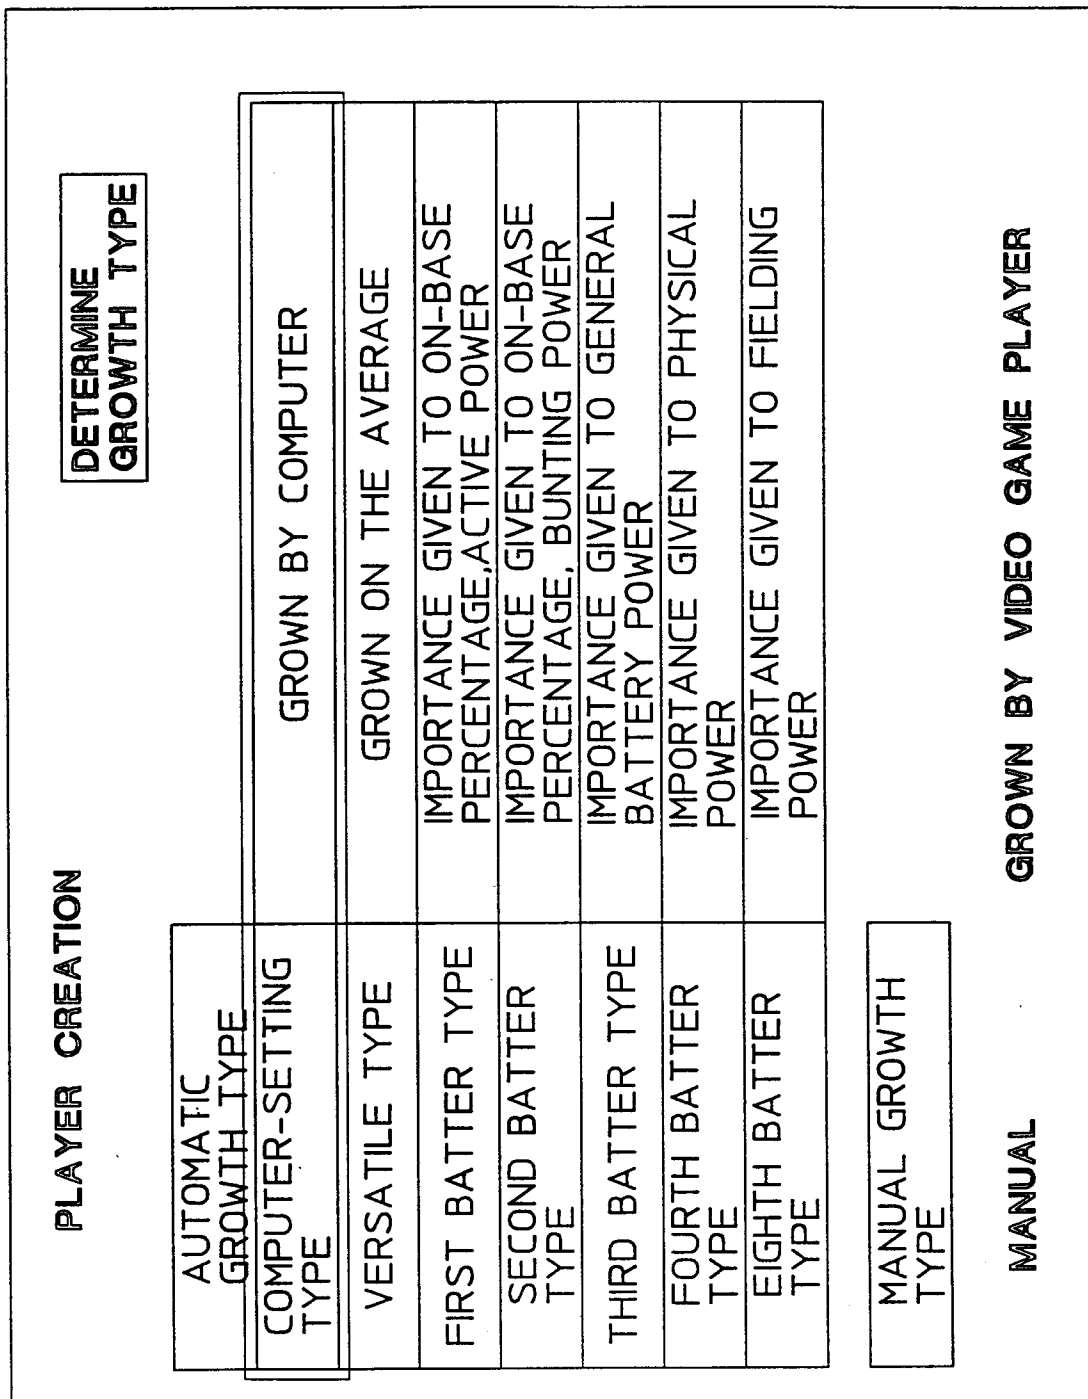 PLAYER CREATION
DETERMINE
GROWTH TYPE
AUTOMATIC
GROWTH TYPE
COMPUTER-SETTING
TYPE
GROWN BY COMPUTER
VERSATILE TYPE
GROWN ON THE AVERAGE
FIRST BATTER TYPE
IMPORTANCE GIVEN TO ON-BASE
PERCENTAGE,ACTIVE POWER
SECOND BATTER
TYPE
IMPORTANCE GIVEN TO ON-BASE
PERCENTAGE, BUNTING POWER
THIRD BATTER TYPE
IMPORTANCE GIVEN TO GENERAL
BATTERY POWER
FOURTH BATTER
TYPE
IMPORTANCE GIVEN TO PHYSICAL
POWER
EIGHTH BATTER
TYPE
IMPORTANCE GIVEN TO FIELDING
POWER
MANUAL GROWTH
TYPE
MANUAL
GROWN BY VIDEO GAME PLAYER